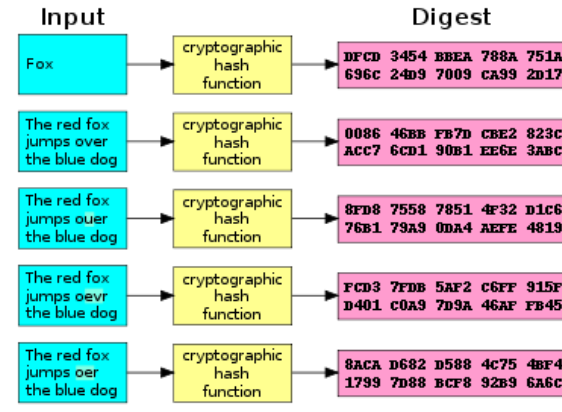 Input
Digest
Fox
cryptographic
hash
function
DFCD 3454 BBEA 788A 751A
696C 24D9 7009 CA99 2D17
The red fox
jumps over
the blue dog
cryptographic
hash
function
0086 46BB FB7D CBE2 823C
ACC7 6CD1 90B1 EE6E 3ABC
The red fox
jumps ouer
the blue dog
cryptographic
hash
function
8FD8 7558 7851 4F32 D1C6
76B1 79A9 0DA4 AEFE 4819
The red fox
jumps oevr
the blue dog
cryptographic
hash
function
FCD3 7FDB 5AF2 C6FF 915F
D401 C0A9 7D9A 46AF FB45
The red fox
jumps oer
the blue dog
cryptographic
hash
function
8ACA D682 D588 4C75 4BF4
1799 7D88 BCF8 92B9 6A6C